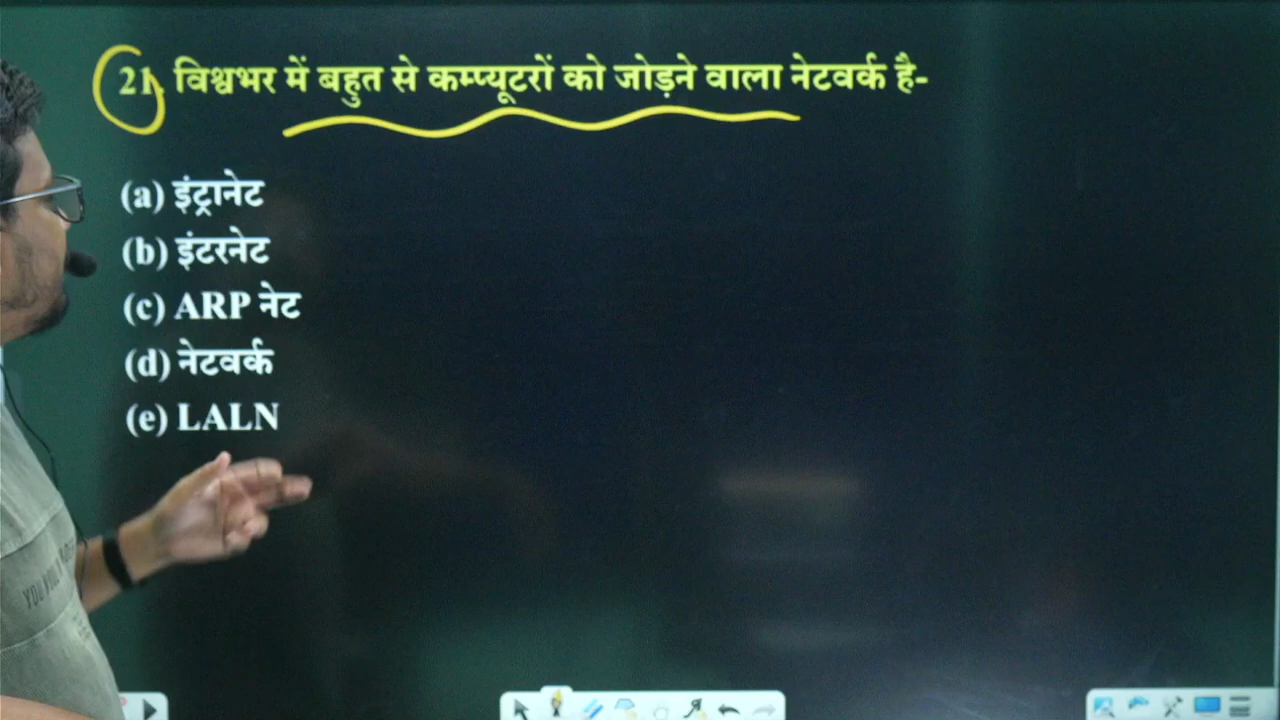 21. विश्वभर में बहुत से कम्प्यूटरों को जोड़ने वाला नेटवर्क है-
(a) इंट्रानेट
(b) इंटरनेट
(c) ARP नेट
(d) नेटवर्क
(e) LALN